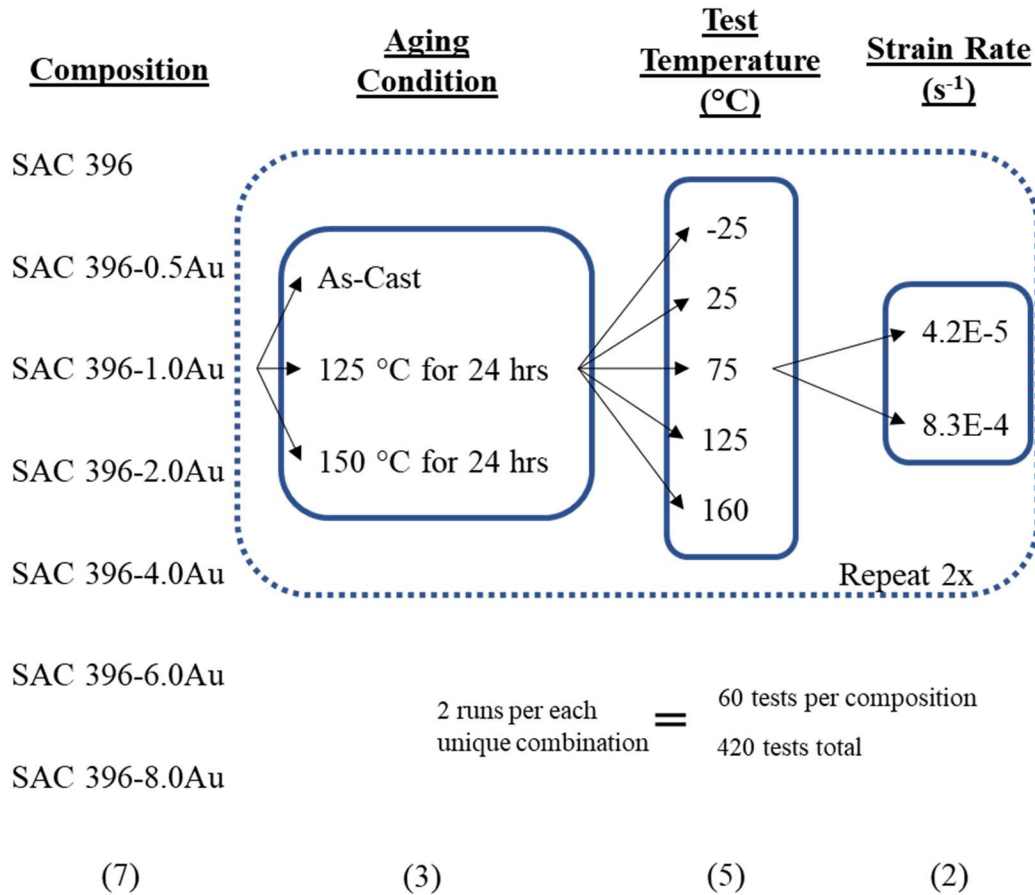 Composition
Aging
Condition
Test
Temperature
(°C)
Strain Rate
(s-1)
SAC 396
SAC 396-0.5Au
SAC 396-1.0Au
SAC 396-2.0Au
SAC 396-4.0Au
SAC 396-6.0Au
SAC 396-8.0Au
As-Cast
125 °C for 24 hrs
150 °C for 24 hrs
-25
25
75
125
160
4.2E-5
8.3E-4
Repeat 2x
2 runs per each
unique combination
=
60 tests per composition
420 tests total
(7)
(3)
(5)
(2)